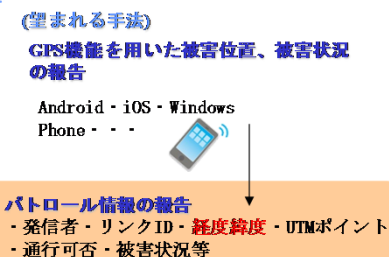 (望まれる手法)
GPS機能を用いた被害位置、被害状況
の報告
Android・iOS・Windows
Phone・・・
パトロール情報の報告
・発信者・リンクID・経度緯度・UTMポイント
・通行可否・被害状況等